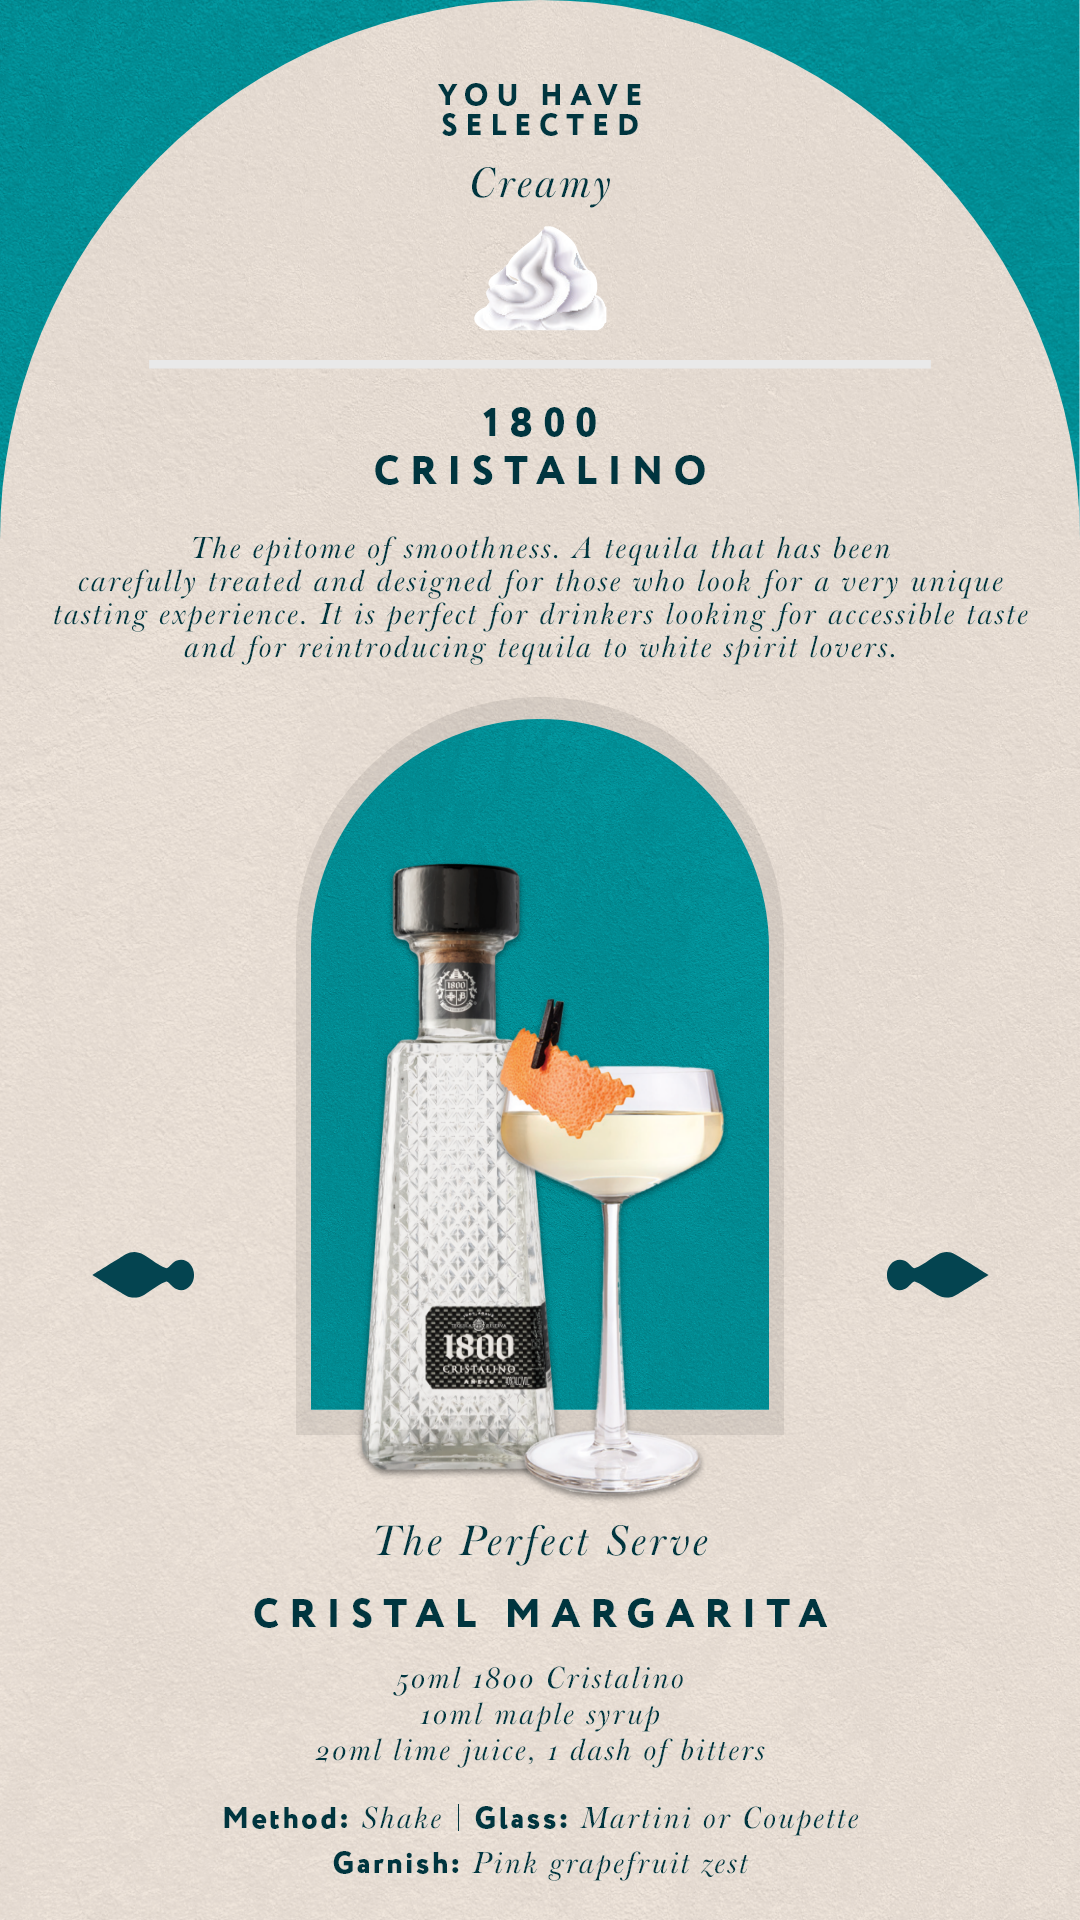 YOU HAVE
SELECTED
Creamy
1800
CRISTALINO
The epitome of smoothness. A tequila that has been
carefully treated and designed for those who look for a very unique
tasting experience. It is perfect for drinkers looking for accessible taste
and for reintroducing tequila to white spirit lovers.
1800
1800
CRISTALINO
AÑEJO
The Perfect Serve
CRISTAL MARGARITA
50ml 1800 Cristalino
10ml maple syrup
20ml lime juice, 1 dash of bitters
Method: Shake | Glass: Martini or Coupette
Garnish: Pink grapefruit zest